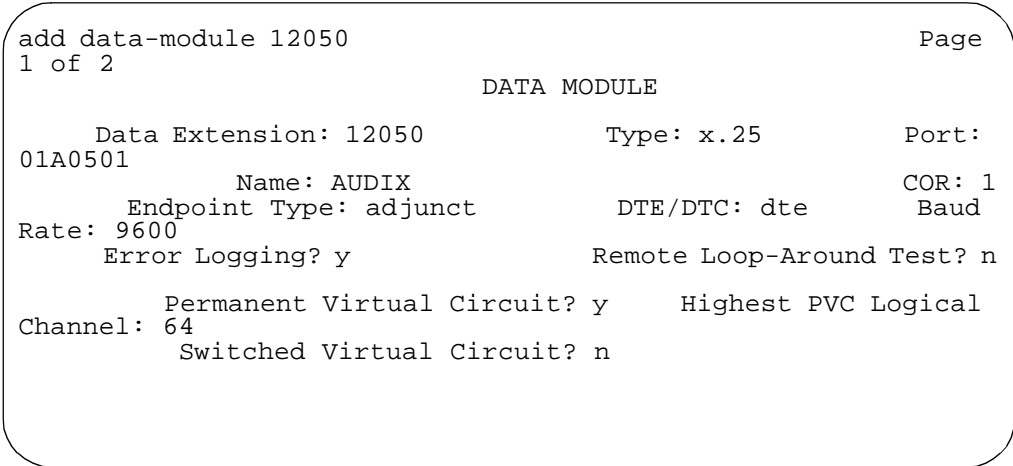 add data-module 12050 Page
1 of 2
DATA MODULE
Data Extension: 12050 Type: x.25 Port:
01A0501
Name: AUDIX COR: 1
Endpoint Type: adjunct DTE/DTC: dte Baud
Rate: 9600
Error Logging? y Remote Loop-Around Test? n
Permanent Virtual Circuit? y Highest PVC Logical
Channel: 64
Switched Virtual Circuit? n